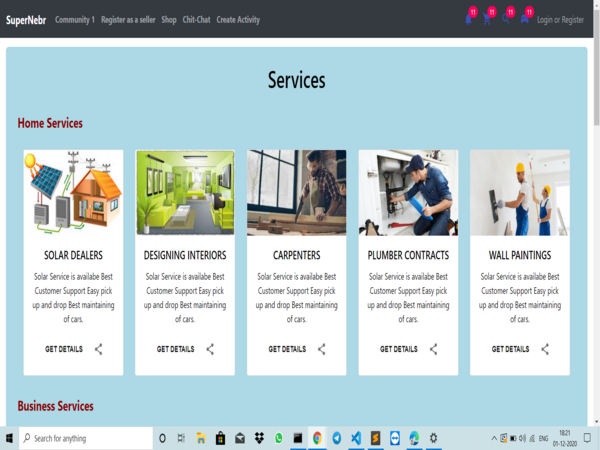 SuperNebr Community 1 Register as a seller Shop Chit-Chat Create Activity 11 11 11 11 Login or Register
Services
Home Services
SOLAR DEALERS
Solar Service is availabe Best
Customer Support Easy pick
up and drop Best maintaining
of cars.
GET DETAILS
DESIGNING INTERIORS
Solar Service is availabe Best
Customer Support Easy pick
up and drop Best maintaining
of cars.
GET DETAILS
CARPENTERS
Solar Service is availabe Best
Customer Support Easy pick
up and drop Best maintaining
of cars.
GET DETAILS
PLUMBER CONTRACTS
Solar Service is availabe Best
Customer Support Easy pick
up and drop Best maintaining
of cars.
GET DETAILS
WALL PAINTINGS
Solar Service is availabe Best
Customer Support Easy pick
up and drop Best maintaining
of cars.
GET DETAILS
Business Services
Search for anything
ENG
18:21
01-12-2020